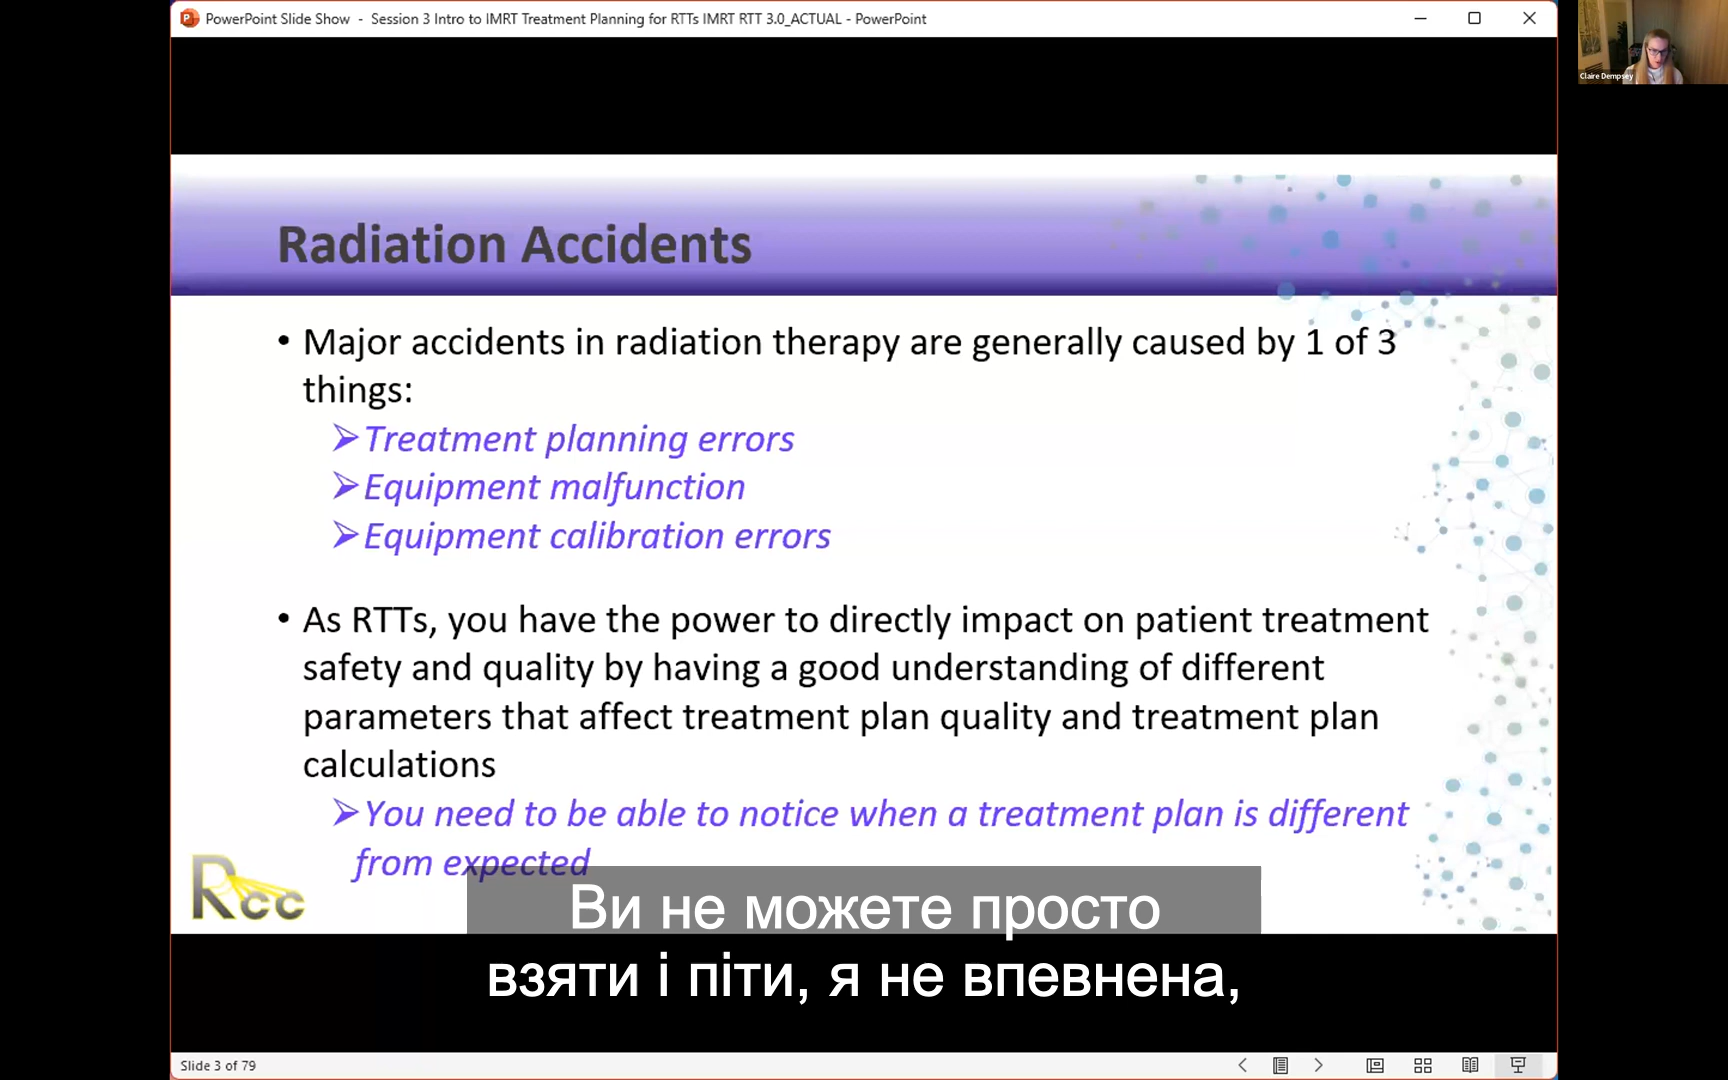 PowerPoint Slide Show - Session 3 Intro to IMRT Treatment Planning for RTTs IMRT RTT 3.0_ACTUAL - PowerPoint
Claire Dempsey
Radiation Accidents
• Major accidents in radiation therapy are generally caused by 1 of 3
things:
➢Treatment planning errors
➢Equipment malfunction
➢Equipment calibration errors
• As RTTs, you have the power to directly impact on patient treatment
safety and quality by having a good understanding of different
parameters that affect treatment plan quality and treatment plan
calculations
➢You need to be able to notice when a treatment plan is different
from expected
Rcc
Ви не можете просто
взяти і піти, я не впевнена,
Slide 3 of 79